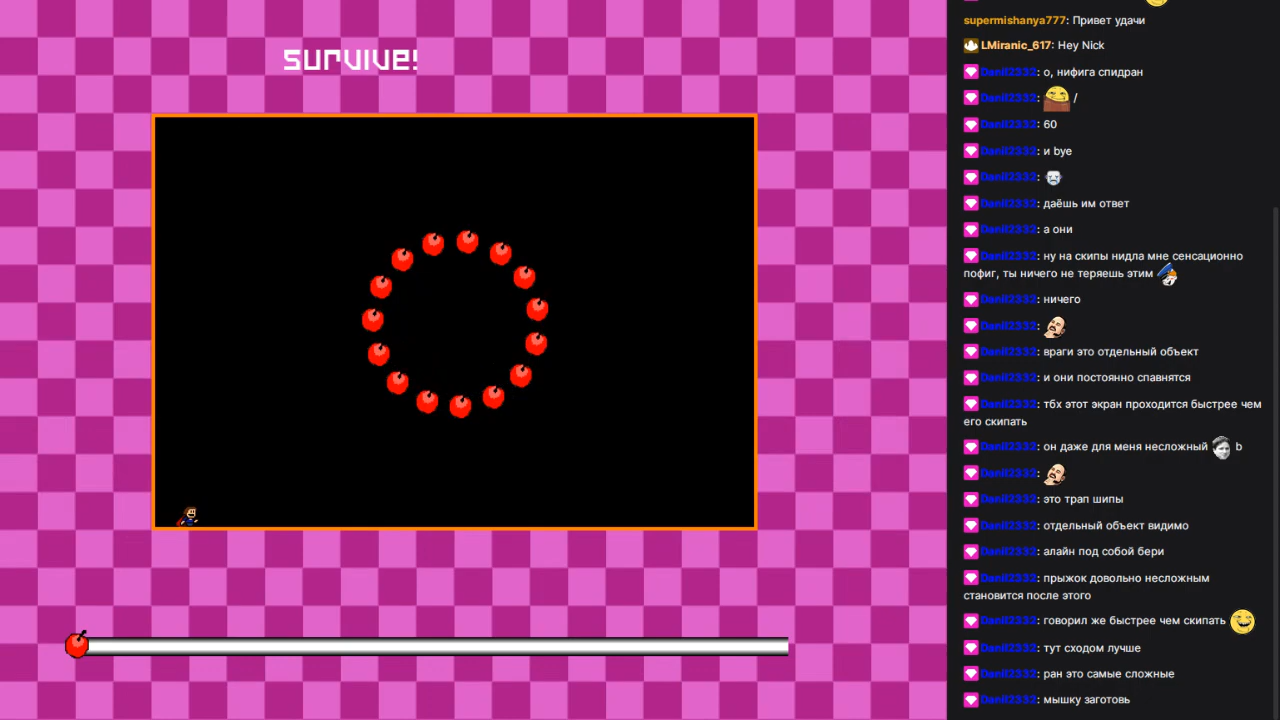 SURVIVE!
supermishanya777: Привет удачи
LMiranic_617: Hey Nick
Danil2332: о, нифига спидран
Danil2332: /
Danil2332: 60
Danil2332: и bye
Danil2332:
Danil2332: даёшь им ответ
Danil2332: а они
Danil2332: ну на скипы нидла мне сенсационно
пофиг, ты ничего не теряешь этим
Danil2332: ничего
Danil2332:
Danil2332: враги это отдельный объект
Danil2332: и они постоянно спавнятся
Danil2332: тбх этот экран проходится быстрее чем
его скипать
Danil2332: он даже для меня несложный b
Danil2332:
Danil2332: это трап шипы
Danil2332: отдельный объект видимо
Danil2332: алайн под собой бери
Danil2332: прыжок довольно несложным
становится после этого
Danil2332: говорил же быстрее чем скипать
Danil2332: тут сходом лучше
Danil2332: ран это самые сложные
Danil2332: мышку заготовь